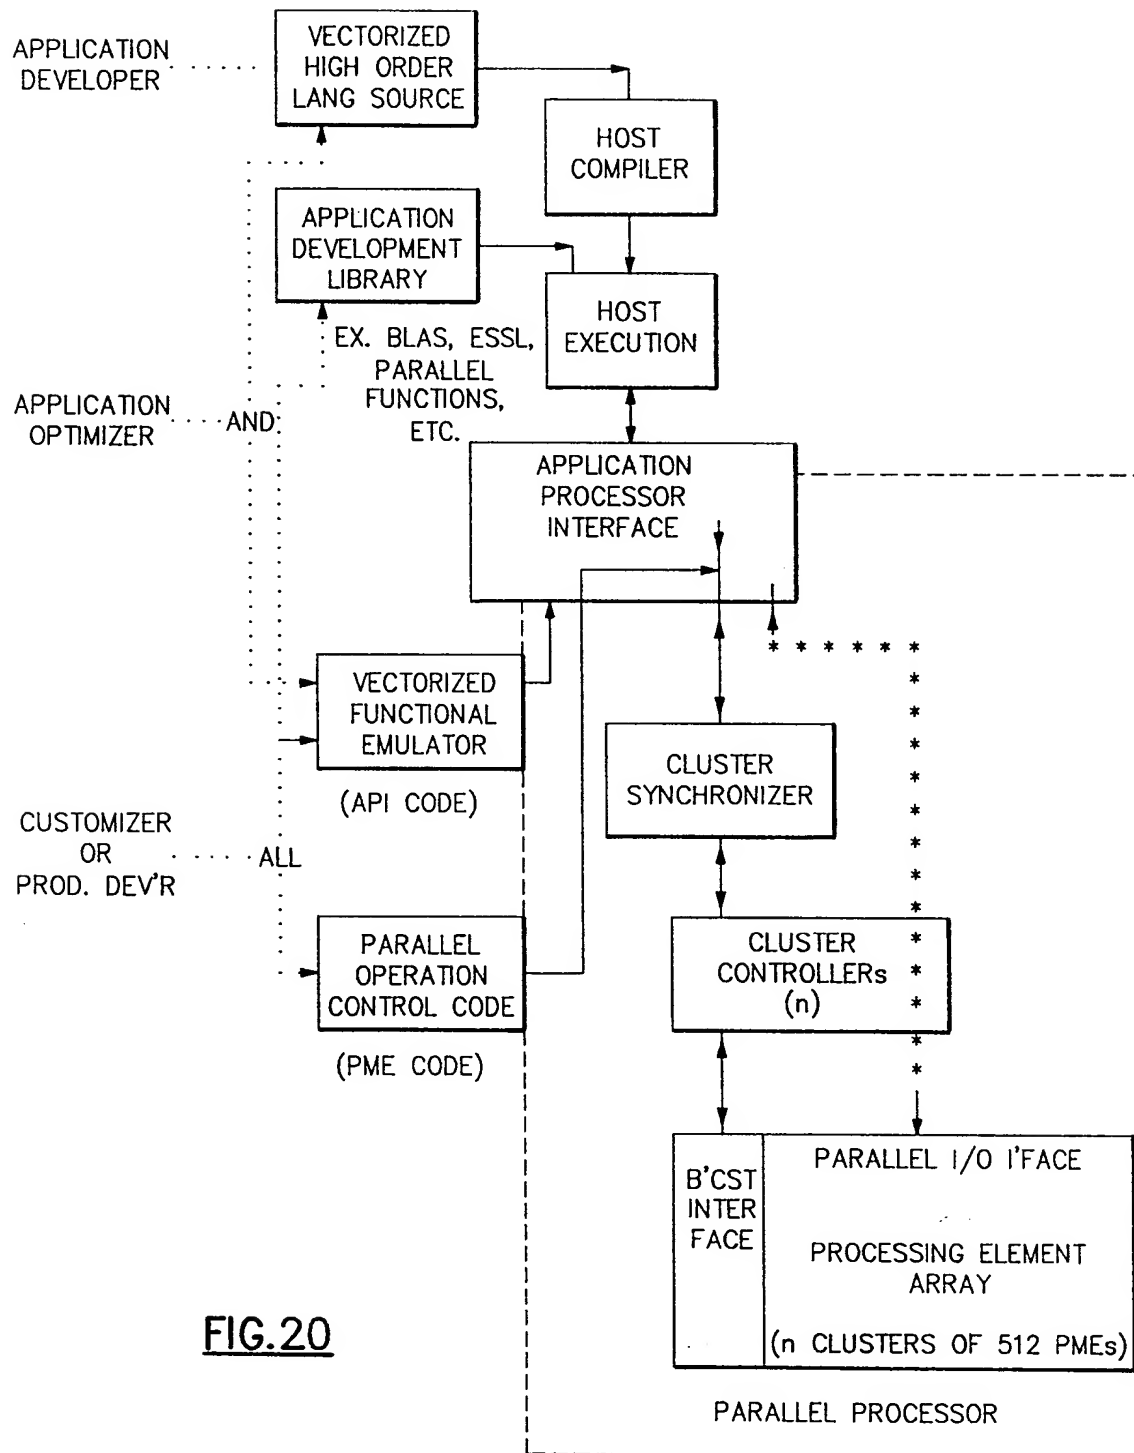 APPLICATION
DEVELOPER
VECTORIZED
HIGH ORDER
LANG SOURCE
HOST
COMPILER
APPLICATION
DEVELOPMENT
LIBRARY
HOST
EXECUTION
EX. BLAS, ESSL,
PARALLEL
FUNCTIONS,
ETC.
APPLICATION
OPTIMIZER
AND
APPLICATION
PROCESSOR
INTERFACE
VECTORIZED
FUNCTIONAL
EMULATOR
(API CODE)
CLUSTER
SYNCHRONIZER
CUSTOMIZER
OR
PROD. DEV'R
ALL
PARALLEL
OPERATION
CONTROL CODE
(PME CODE)
CLUSTER
CONTROLLERs
(n)
B'CST
INTER
FACE
PARALLEL I/O I'FACE
PROCESSING ELEMENT
ARRAY
(n CLUSTERS OF 512 PMEs)
PARALLEL PROCESSOR
FIG.20